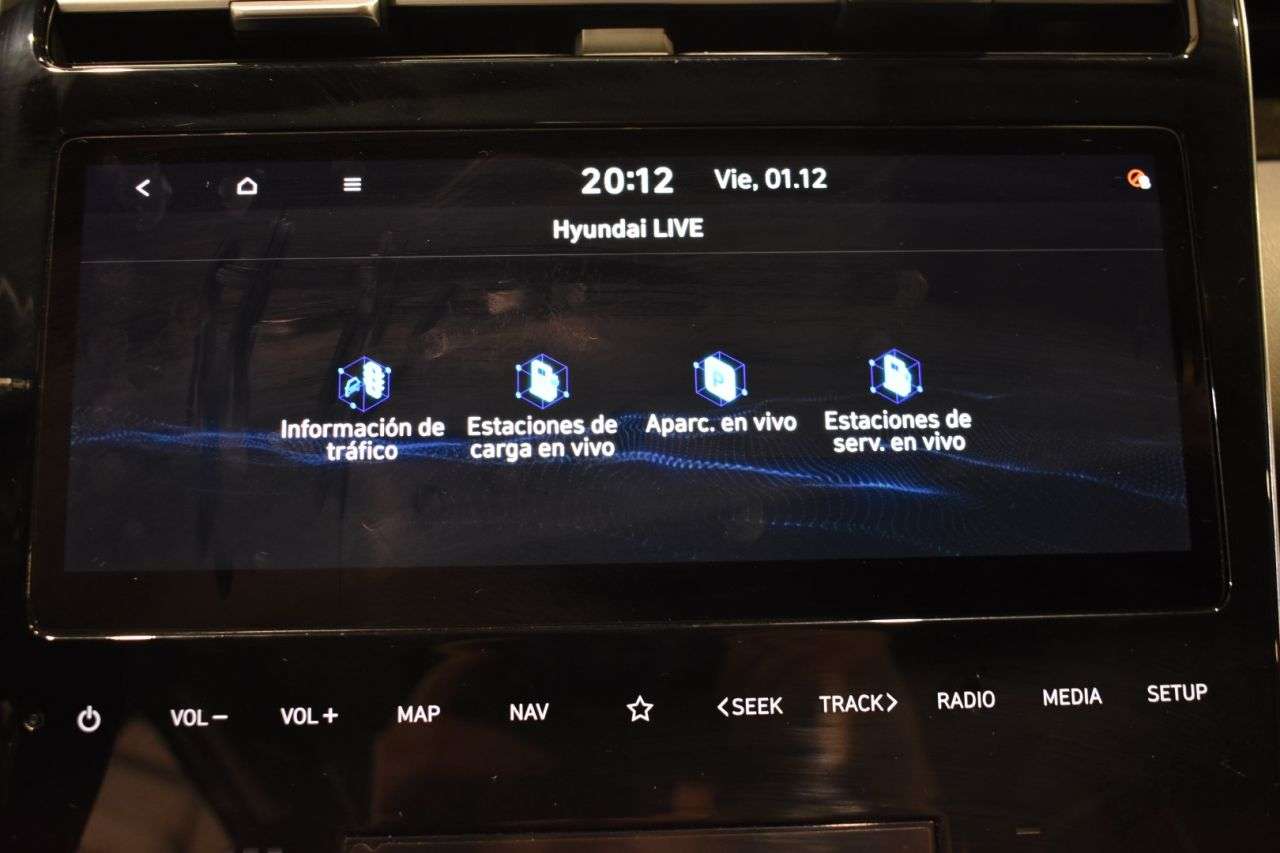 20:12 Vie, 01.12
Hyundai LIVE
Información de
tráfico
Estaciones de
carga en vivo
P
Aparc. en vivo
Estaciones de
serv. en vivo
VOL− VOL+ MAP NAV <SEEK TRACK> RADIO MEDIA SETUP